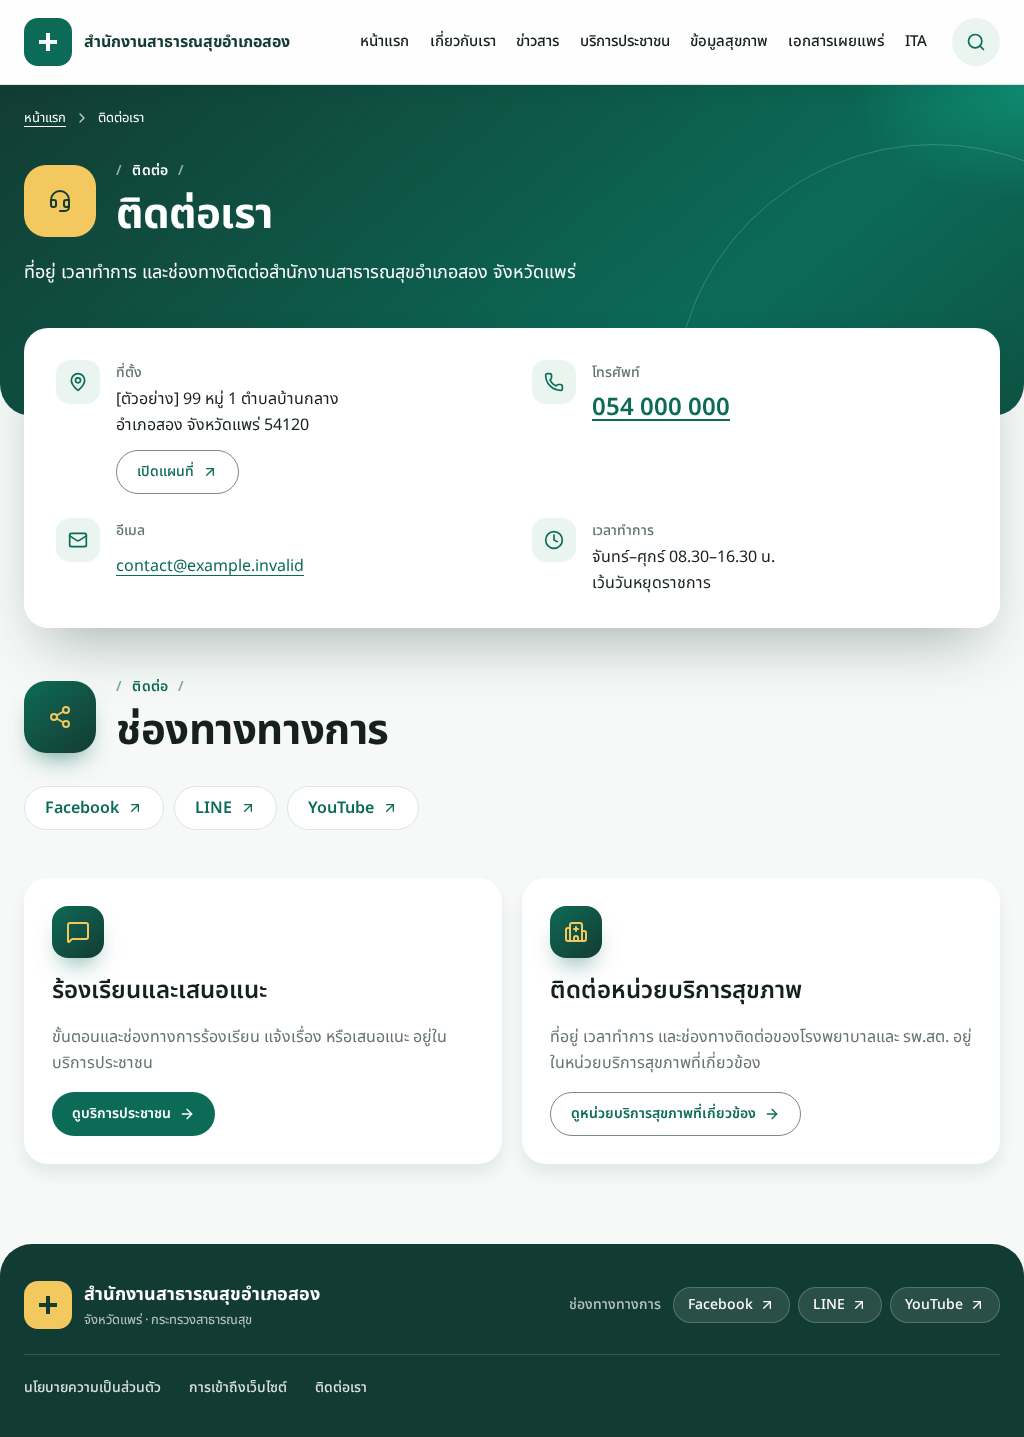 สำนักงานสาธารณสุขอำเภอสอง
หน้าแรก เกี่ยวกับเรา ข่าวสาร บริการประชาชน ข้อมูลสุขภาพ เอกสารเผยแพร่ ITA
หน้าแรก ติดต่อเรา
/ ติดต่อ /
ติดต่อเรา
ที่อยู่ เวลาทำการ และช่องทางติดต่อสำนักงานสาธารณสุขอำเภอสอง จังหวัดแพร่
ที่ตั้ง
[ตัวอย่าง] 99 หมู่ 1 ตำบลบ้านกลาง
อำเภอสอง จังหวัดแพร่ 54120
เปิดแผนที่
โทรศัพท์
054 000 000
อีเมล
contact@example.invalid
เวลาทำการ
จันทร์–ศุกร์ 08.30–16.30 น.
เว้นวันหยุดราชการ
/ ติดต่อ /
ช่องทางทางการ
Facebook LINE YouTube
ร้องเรียนและเสนอแนะ
ขั้นตอนและช่องทางการร้องเรียน แจ้งเรื่อง หรือเสนอแนะ อยู่ใน
บริการประชาชน
ดูบริการประชาชน
ติดต่อหน่วยบริการสุขภาพ
ที่อยู่ เวลาทำการ และช่องทางติดต่อของโรงพยาบาลและ รพ.สต. อยู่
ในหน่วยบริการสุขภาพที่เกี่ยวข้อง
ดูหน่วยบริการสุขภาพที่เกี่ยวข้อง
สำนักงานสาธารณสุขอำเภอสอง
จังหวัดแพร่ · กระทรวงสาธารณสุข
ช่องทางทางการ Facebook LINE YouTube
นโยบายความเป็นส่วนตัว การเข้าถึงเว็บไซต์ ติดต่อเรา